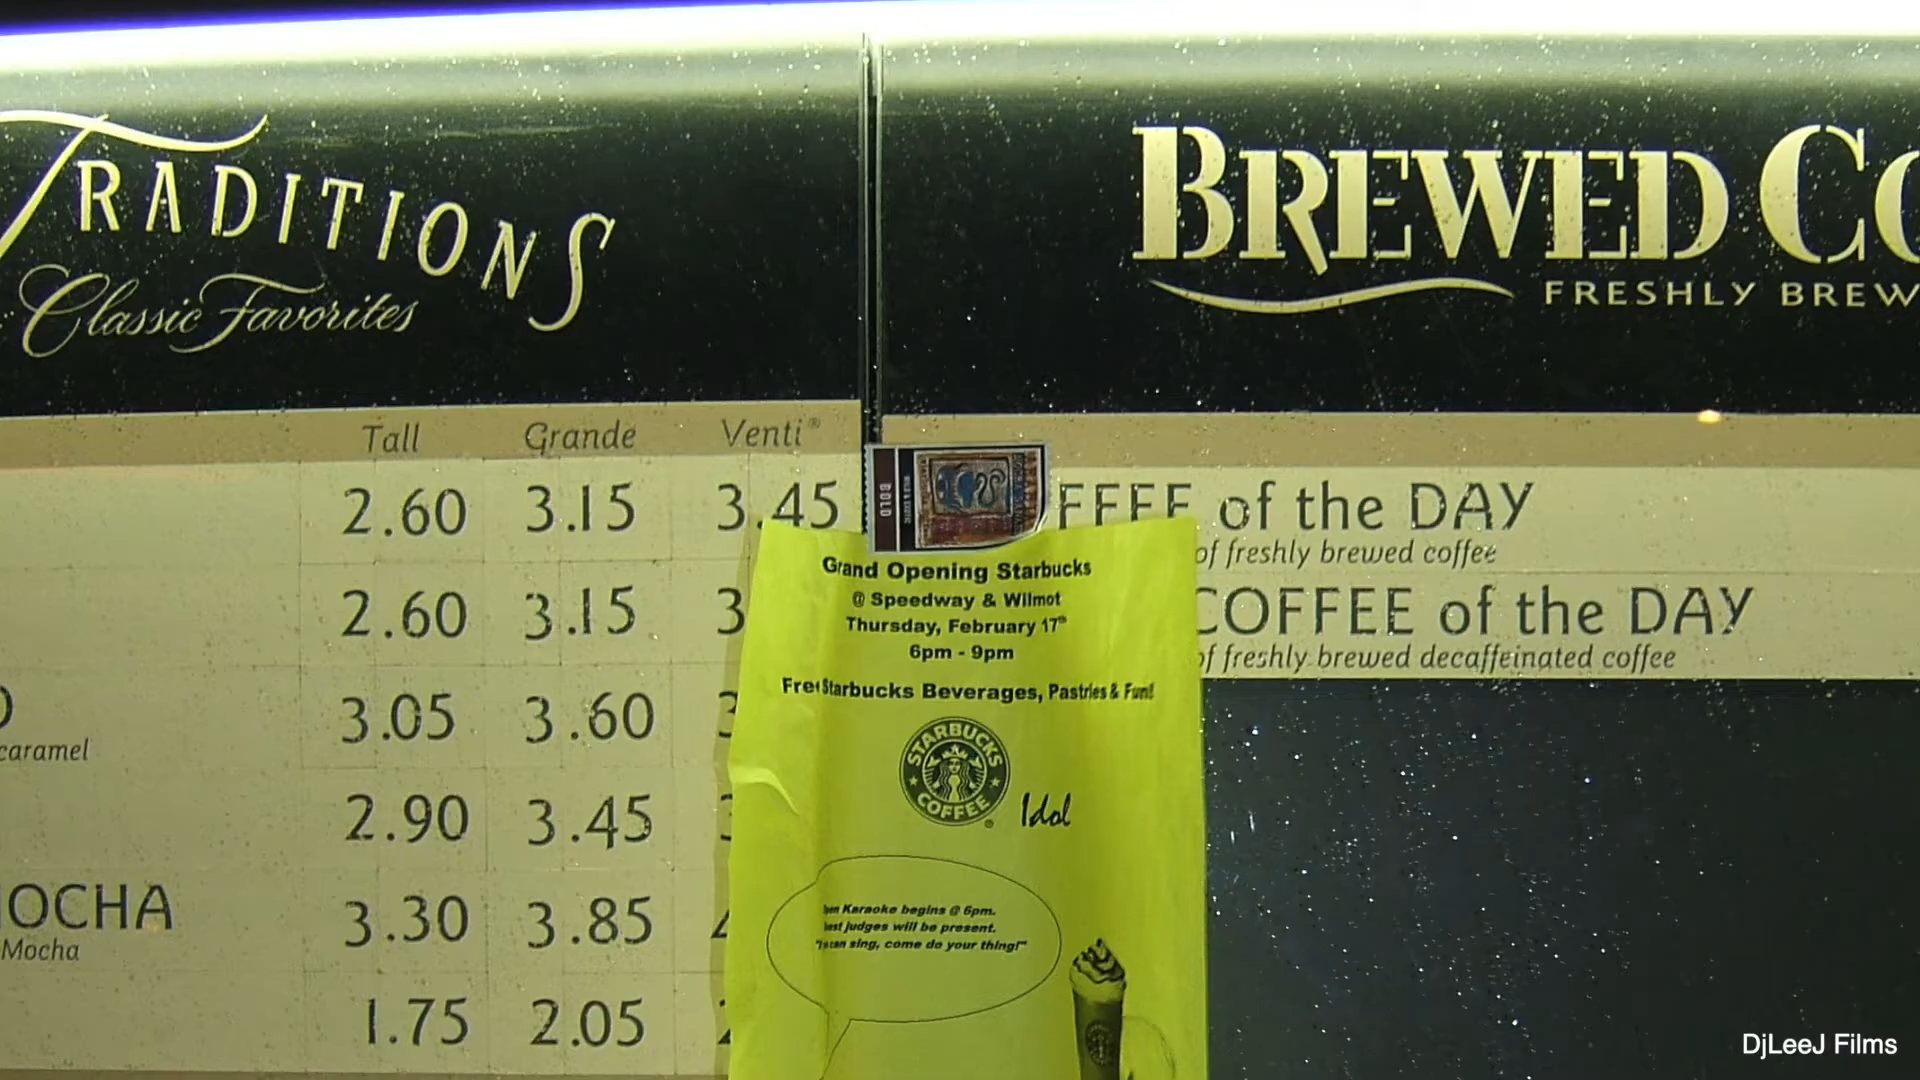 TRADITIONS
Classic Favorites
Tall Grande Venti®
2.60 3.15 3.45
2.60 3.15 3
3.05 3.60
caramel
2.90 3.45
OCHA 3.30 3.85
Mocha
1.75 2.05
BREWED CO
FRESHLY BREW
FFEE of the DAY
of freshly brewed coffee
COFFEE of the DAY
of freshly brewed decaffeinated coffee
BOLD
Grand Opening Starbucks
@ Speedway & Wilmot
Thursday, February 17th
6pm - 9pm
Starbucks Beverages, Pastries & Fun!
STARBUCKS
COFFEE ®
Idol
Karaoke begins @ 6pm.
judges will be present.
can sing, come do your thing!"
DjLeeJ Films